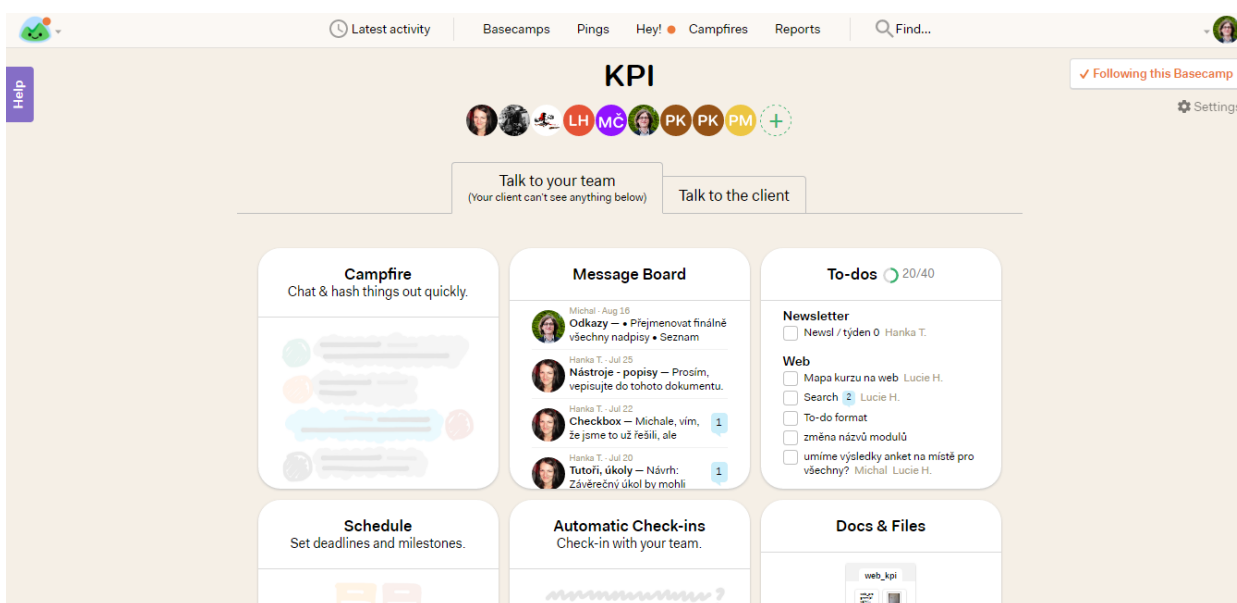 Latest activity
Basecamps
Pings
Hey!
Campfires
Reports
Find...
Help
KPI
✓ Following this Basecamp
Settings
LH
MČ
PK
PK
PM
+
Talk to your team
(Your client can't see anything below)
Talk to the client
Campfire
Chat & hash things out quickly.
Message Board
Michal - Aug 16
Odkazy — • Přejmenovat finálně
všechny nadpisy • Seznam
Hanka T. - Jul 25
Nástroje - popisy — Prosím,
vepisujte do tohoto dokumentu.
Hanka T. - Jul 22
Checkbox — Michale, vím,
že jsme to už řešili, ale
1
Hanka T. - Jul 20
Tutoři, úkoly — Návrh:
Závěrečný úkol by mohli
1
To-dos 20/40
Newsletter
Newsl / týden 0 Hanka T.
Web
Mapa kurzu na web Lucie H.
Search 2 Lucie H.
To-do format
změna názvů modulů
umíme výsledky anket na místě pro
všechny? Michal Lucie H.
Schedule
Set deadlines and milestones.
Automatic Check-ins
Check-in with your team.
?
Docs & Files
web_kpi